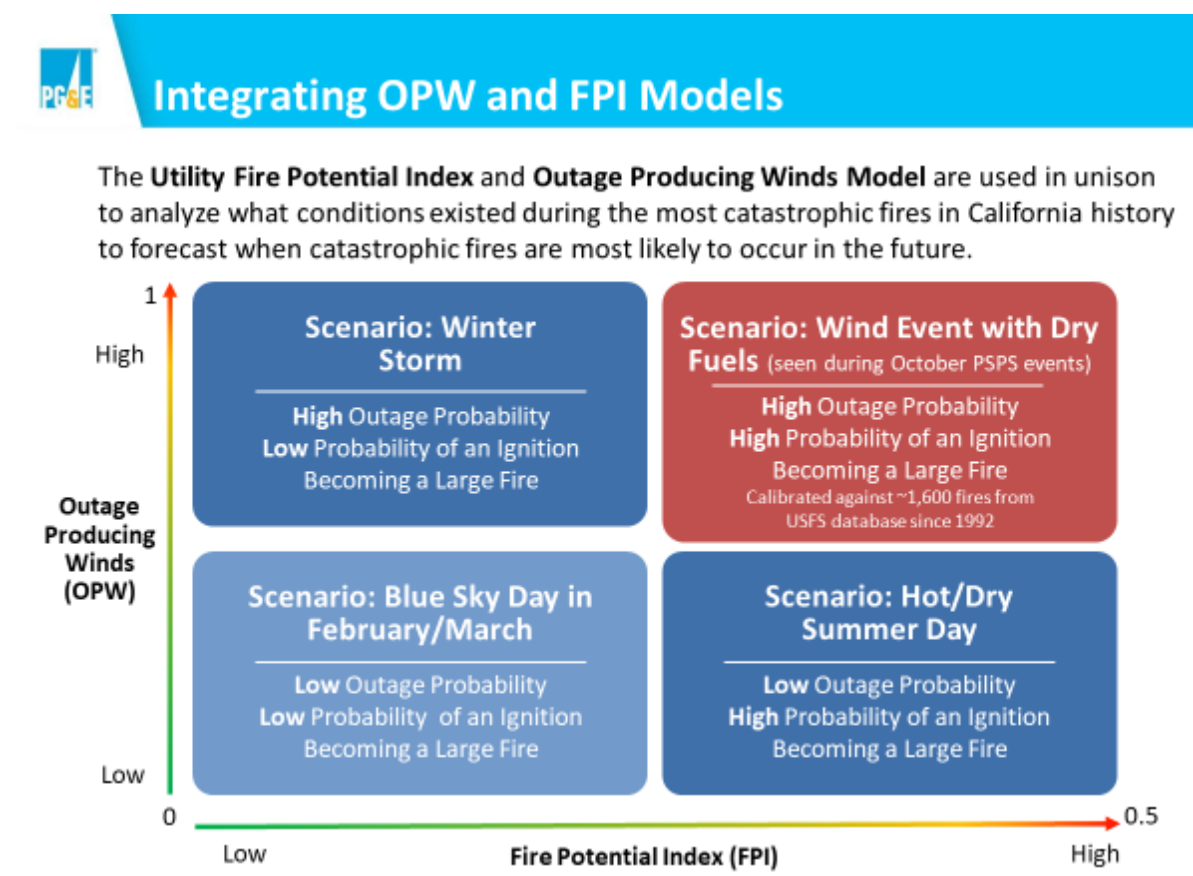 PG&E
Integrating OPW and FPI Models
The Utility Fire Potential Index and Outage Producing Winds Model are used in unison
to analyze what conditions existed during the most catastrophic fires in California history
to forecast when catastrophic fires are most likely to occur in the future.
1
High
Outage
Producing
Winds
(OPW)
Low
0
Scenario: Winter
Storm
High Outage Probability
Low Probability of an Ignition
Becoming a Large Fire
Scenario: Wind Event with Dry
Fuels (seen during October PSPS events)
High Outage Probability
High Probability of an Ignition
Becoming a Large Fire
Calibrated against ~1,600 fires from
USFS database since 1992
Scenario: Blue Sky Day in
February/March
Low Outage Probability
Low Probability of an Ignition
Becoming a Large Fire
Scenario: Hot/Dry
Summer Day
Low Outage Probability
High Probability of an Ignition
Becoming a Large Fire
0.5
Low
Fire Potential Index (FPI)
High